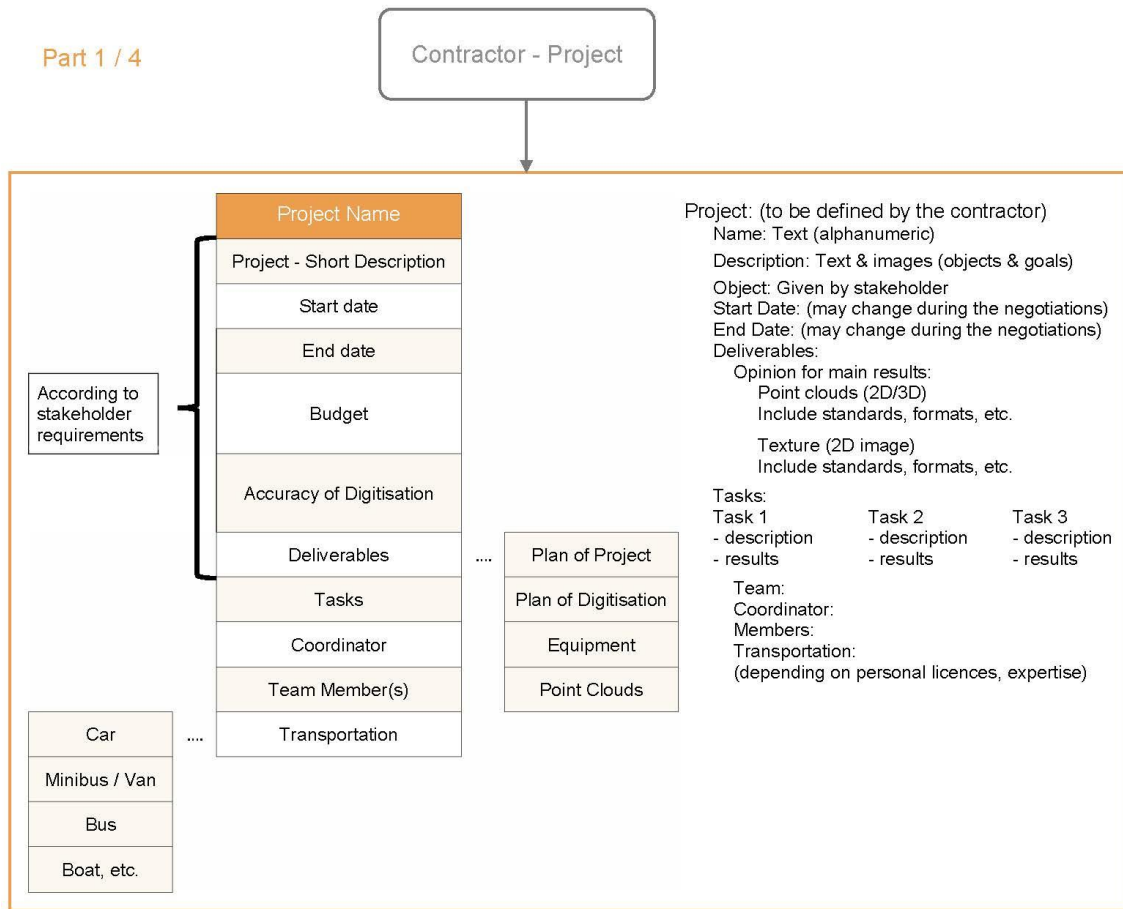 Part 1 / 4
Contractor - Project
Project Name
Project - Short Description
Start date
End date
Budget
Accuracy of Digitisation
Deliverables
Tasks
Coordinator
Team Member(s)
Transportation
According to
stakeholder
requirements
....
Plan of Project
Plan of Digitisation
Equipment
Point Clouds
....
Car
Minibus / Van
Bus
Boat, etc.
Project: (to be defined by the contractor)
Name: Text (alphanumeric)
Description: Text & images (objects & goals)
Object: Given by stakeholder
Start Date: (may change during the negotiations)
End Date: (may change during the negotiations)
Deliverables:
Opinion for main results:
Point clouds (2D/3D)
Include standards, formats, etc.
Texture (2D image)
Include standards, formats, etc.
Tasks:
Task 1 Task 2 Task 3
- description - description - description
- results - results - results
Team:
Coordinator:
Members:
Transportation:
(depending on personal licences, expertise)